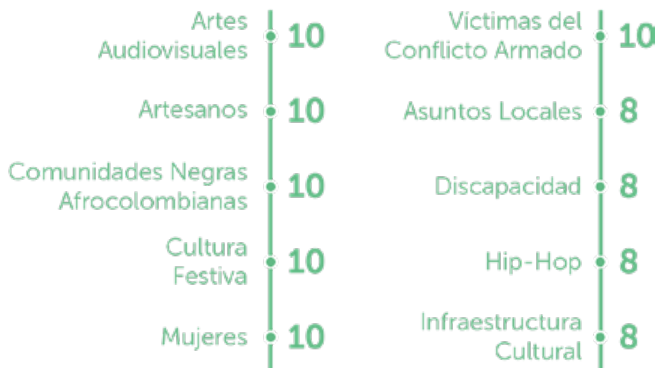 Artes
Audiovisuales
10
Artesanos
10
Comunidades Negras
Afrocolombianas
10
Cultura
Festiva
10
Mujeres
10
Víctimas del
Conflicto Armado
10
Asuntos Locales
8
Discapacidad
8
Hip-Hop
8
Infraestructura
Cultural
8